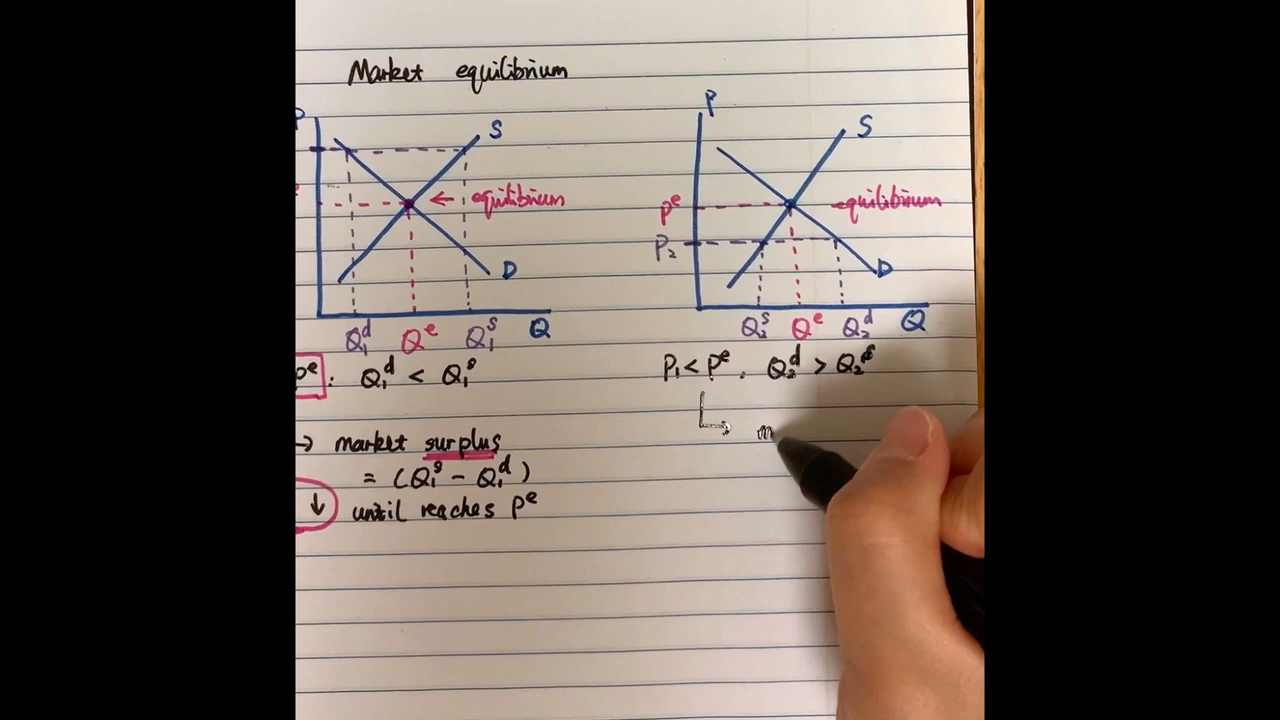 Market equilibrium
P
S
← equilibrium
D
Q₁ᵈ Qᵉ Q₁ˢ Q
Pᵉ : Q₁ᵈ < Q₁ˢ
→ market surplus
= (Q₁ˢ - Q₁ᵈ)
↓ until reaches Pᵉ
P
S
Pᵉ
equilibrium
P₂
D
Q₂ˢ Qᵉ Q₂ᵈ Q
P₁ < Pᵉ. Q₂ᵈ > Q₂ˢ
m